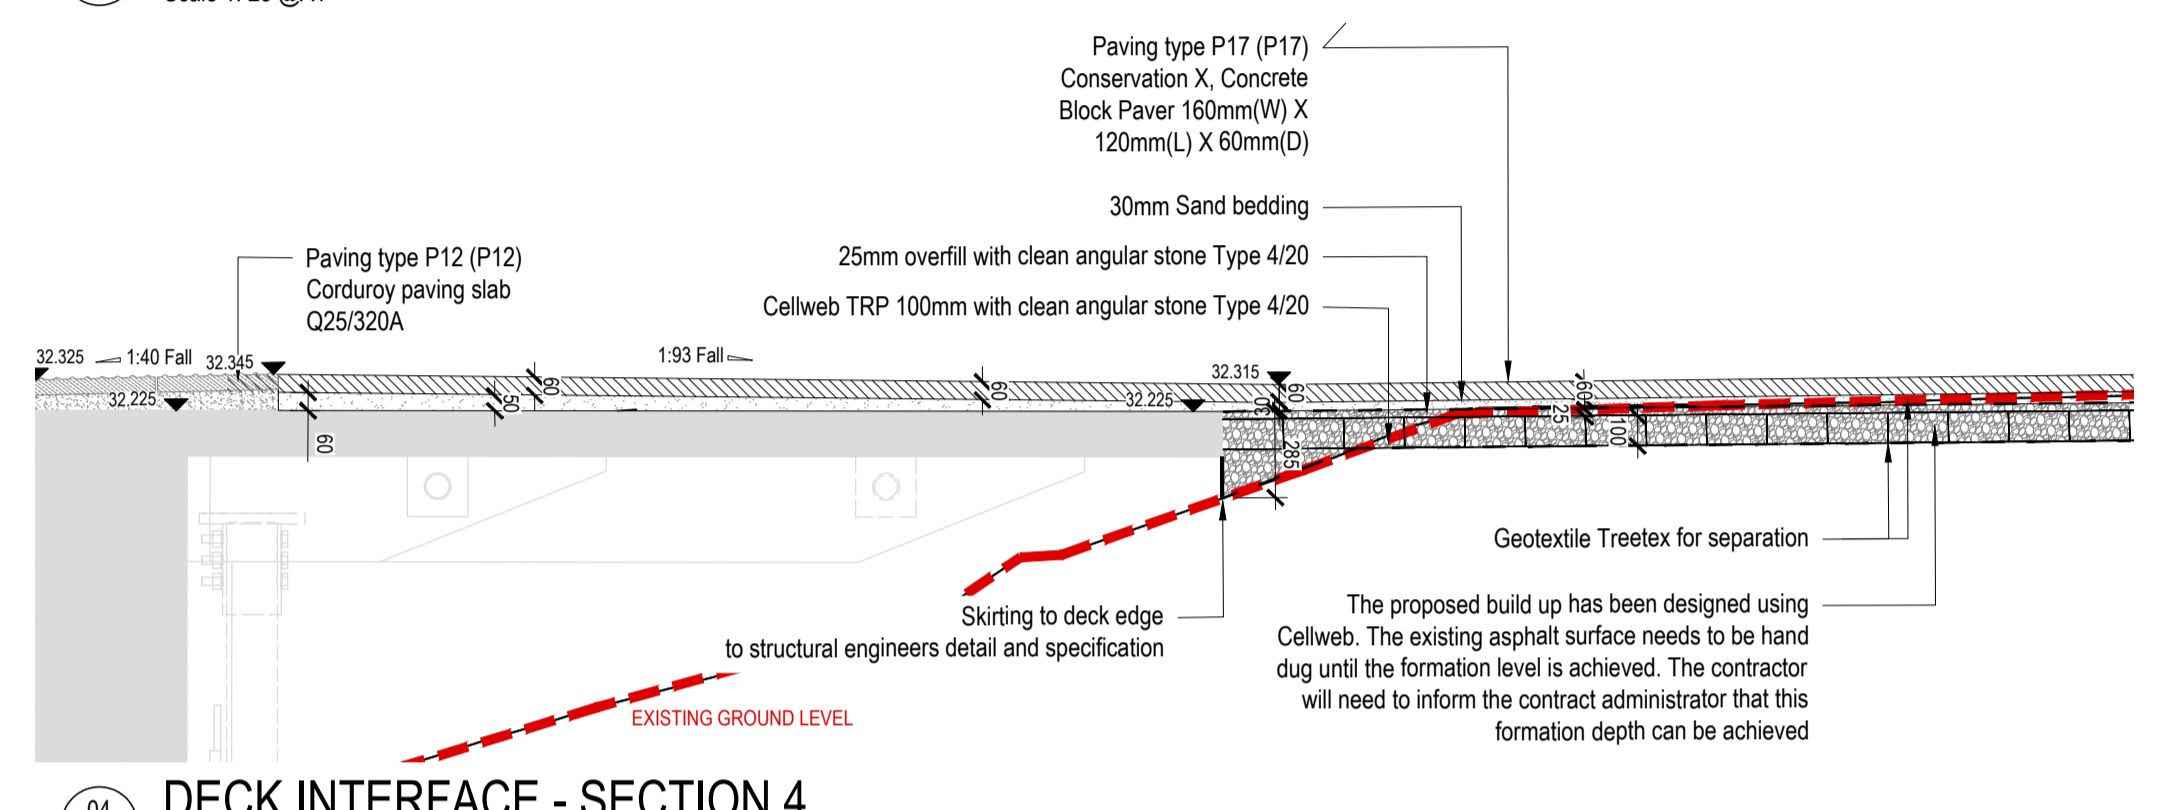 Paving type P17 (P17)
Conservation X, Concrete
Block Paver 160mm(W) X
120mm(L) X 60mm(D)
30mm Sand bedding
25mm overfill with clean angular stone Type 4/20
Cellweb TRP 100mm with clean angular stone Type 4/20
Paving type P12 (P12)
Corduroy paving slab
Q25/320A
32.325
1:40 Fall
32.345
1:93 Fall
32.315
32.225
32.225
60
50
60
60
60
60
25
100
285
Geotextile Treetex for separation
Skirting to deck edge
to structural engineers detail and specification
The proposed build up has been designed using
Cellweb. The existing asphalt surface needs to be hand
dug until the formation level is achieved. The contractor
will need to inform the contract administrator that this
formation depth can be achieved
EXISTING GROUND LEVEL
04
DECK INTERFACE - SECTION 4